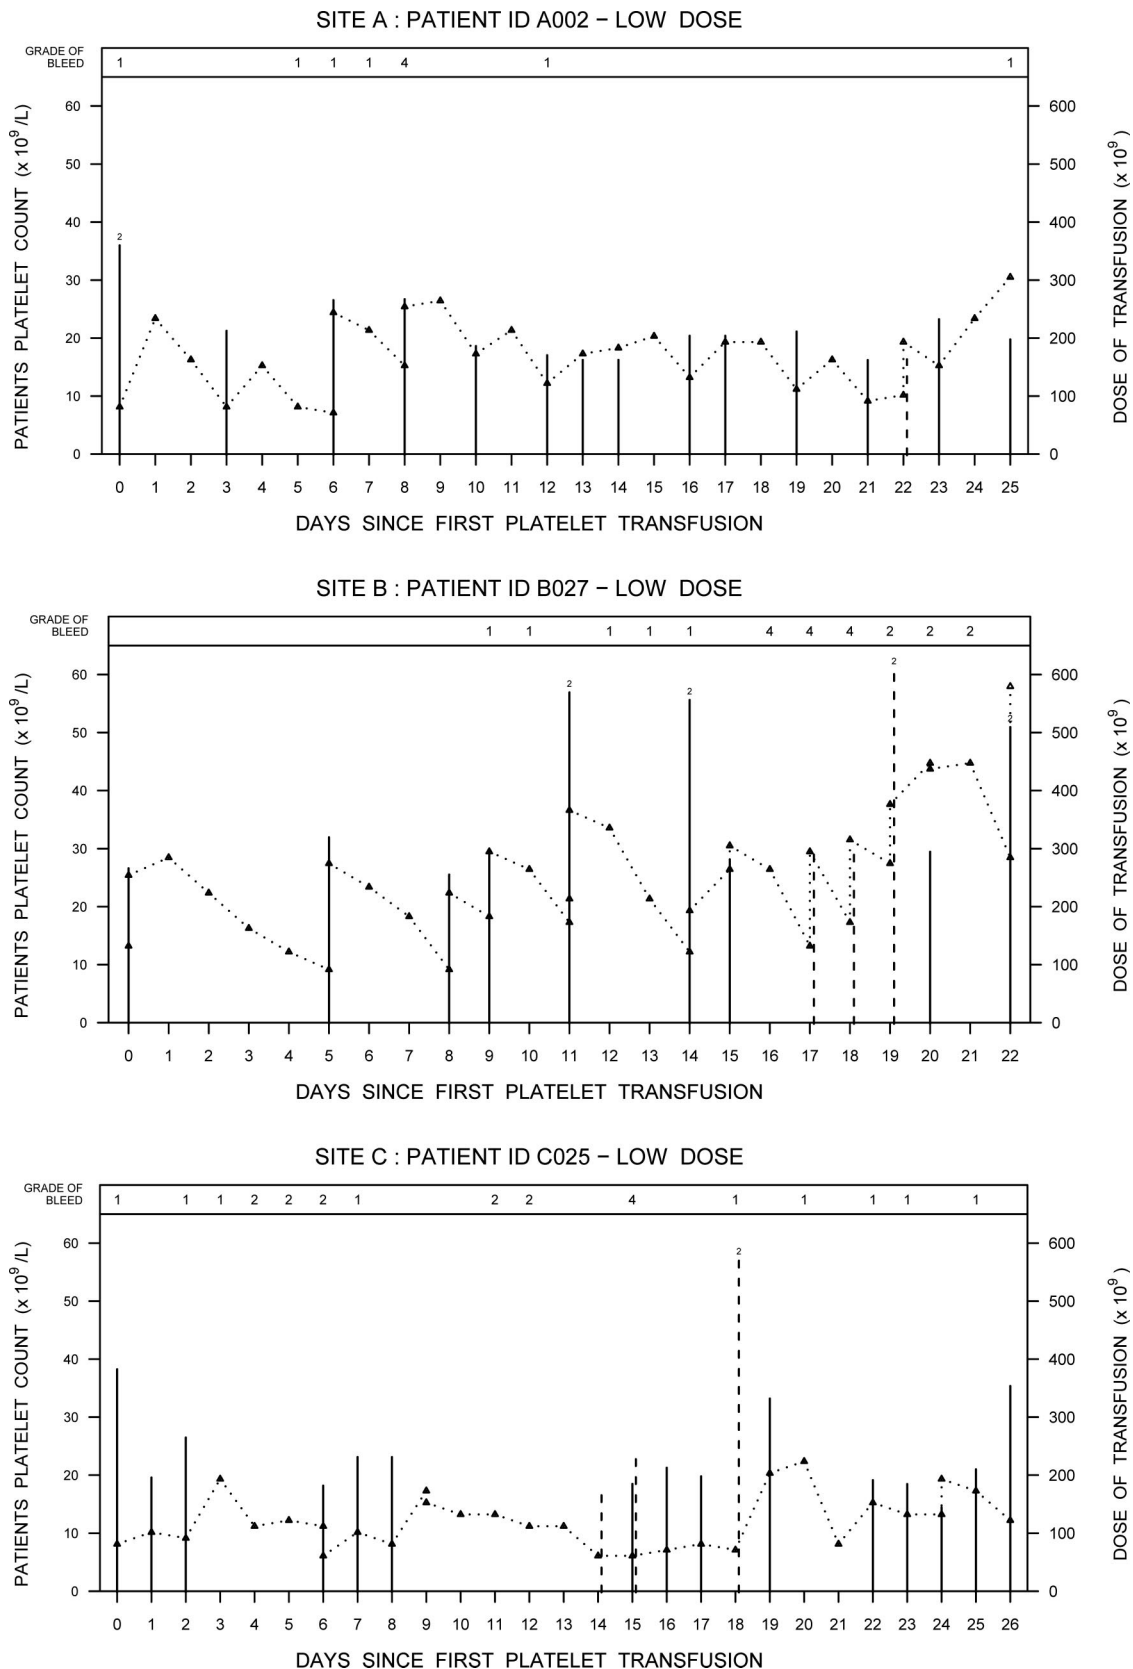 SITE A : PATIENT ID A002 − LOW DOSE
GRADE OF
BLEED
1 1 1 1 4 1 1
PATIENTS PLATELET COUNT (x 10⁹ /L)
60
50
40
30
20
10
0
2
600
500
400
300
200
100
0
DOSE OF TRANSFUSION (x 10⁹ )
0 1 2 3 4 5 6 7 8 9 10 11 12 13 14 15 16 17 18 19 20 21 22 23 24 25
DAYS SINCE FIRST PLATELET TRANSFUSION
SITE B : PATIENT ID B027 − LOW DOSE
GRADE OF
BLEED
1 1 1 1 1 4 4 4 2 2 2
PATIENTS PLATELET COUNT (x 10⁹ /L)
60
50
40
30
20
10
0
2 2 2 2
600
500
400
300
200
100
0
DOSE OF TRANSFUSION (x 10⁹ )
0 1 2 3 4 5 6 7 8 9 10 11 12 13 14 15 16 17 18 19 20 21 22
DAYS SINCE FIRST PLATELET TRANSFUSION
SITE C : PATIENT ID C025 − LOW DOSE
GRADE OF
BLEED
1 1 1 2 2 2 1 2 2 4 1 1 1 1 1
PATIENTS PLATELET COUNT (x 10⁹ /L)
60
50
40
30
20
10
0
2
600
500
400
300
200
100
0
DOSE OF TRANSFUSION (x 10⁹ )
0 1 2 3 4 5 6 7 8 9 10 11 12 13 14 15 16 17 18 19 20 21 22 23 24 25 26
DAYS SINCE FIRST PLATELET TRANSFUSION